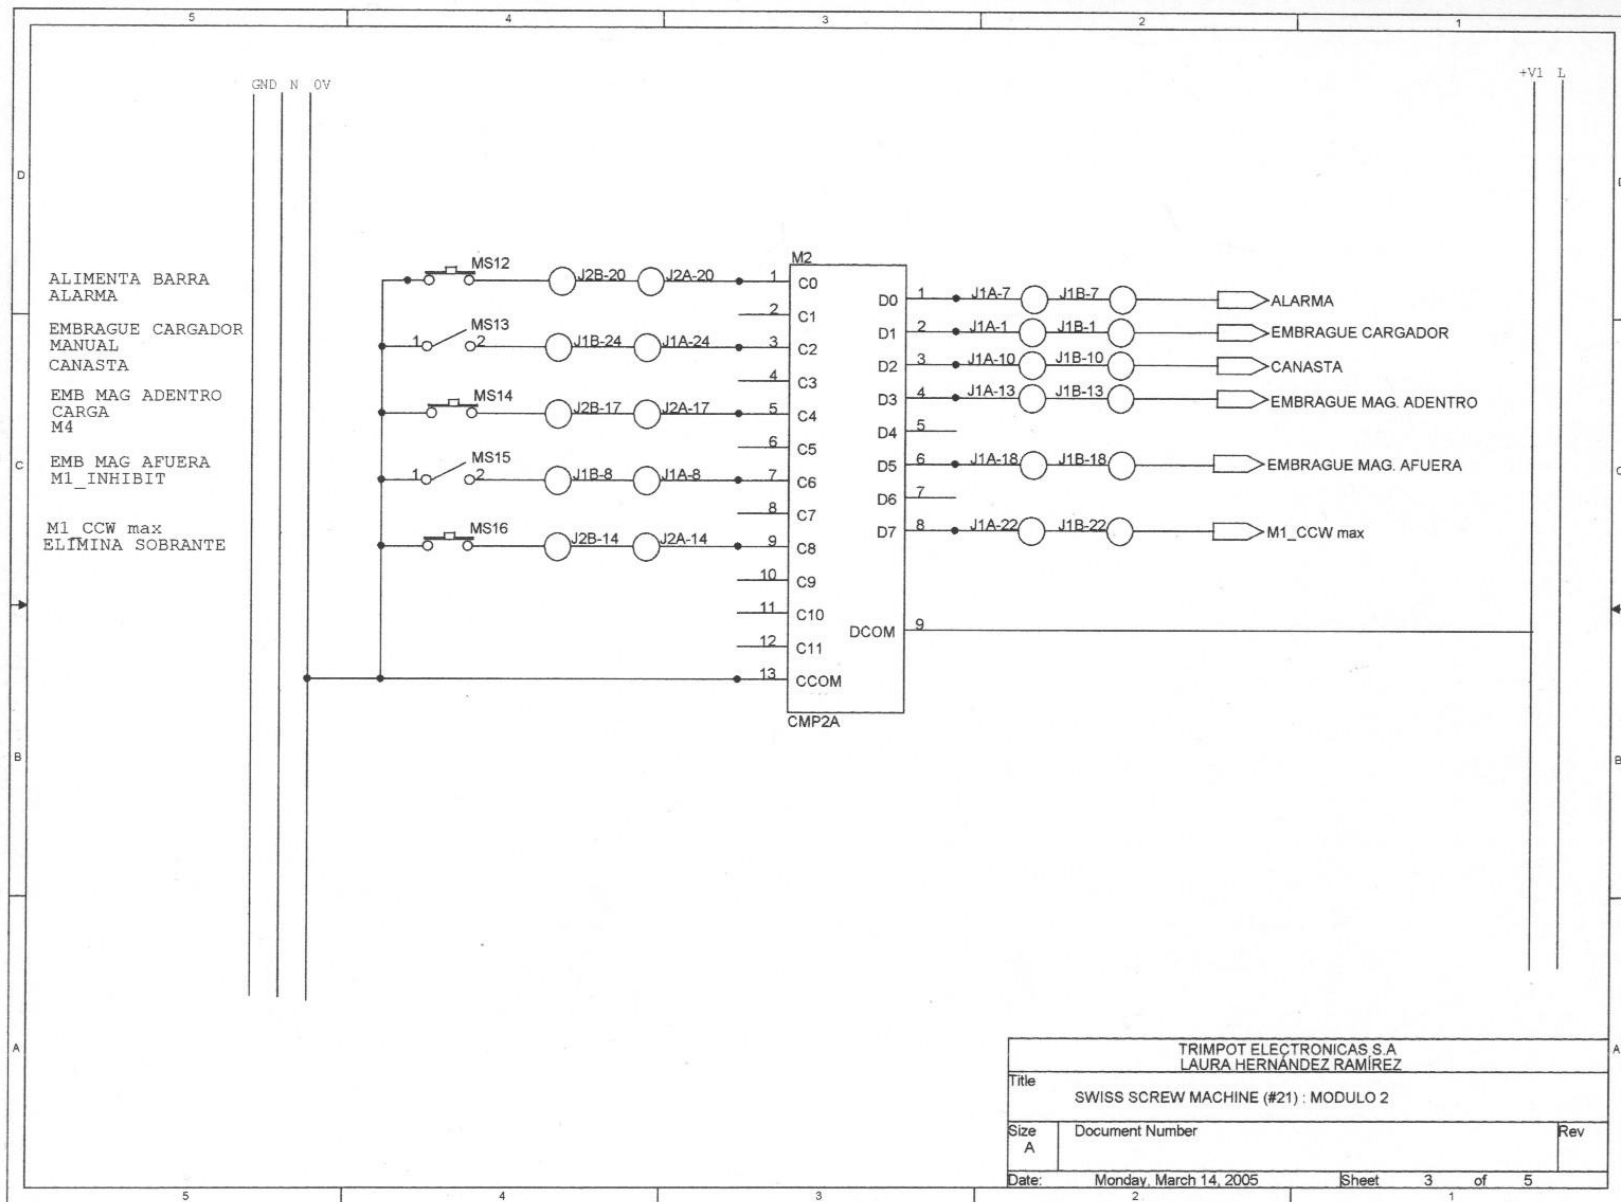 5 4 3 2 1
GND N 0V
+V1 L
D
ALIMENTA BARRA
ALARMA
EMBRAGUE CARGADOR
MANUAL
CANASTA
EMB MAG ADENTRO
CARGA
M4
EMB MAG AFUERA
M1_INHIBIT
M1_CCW max
ELIMINA SOBRANTE
MS12 J2B-20 J2A-20
1 MS13 2 J1B-24 J1A-24
MS14 J2B-17 J2A-17
1 MS15 2 J1B-8 J1A-8
MS16 J2B-14 J2A-14
M2
1 C0
2 C1
3 C2
4 C3
5 C4
6 C5
7 C6
8 C7
9 C8
10 C9
11 C10
12 C11
13 CCOM
CMP2A
D0 1 J1A-7 J1B-7 ALARMA
D1 2 J1A-1 J1B-1 EMBRAGUE CARGADOR
D2 3 J1A-10 J1B-10 CANASTA
D3 4 J1A-13 J1B-13 EMBRAGUE MAG. ADENTRO
D4 5
D5 6 J1A-18 J1B-18 EMBRAGUE MAG. AFUERA
D6 7
D7 8 J1A-22 J1B-22 M1_CCW max
DCOM 9
C
B B
A A
TRIMPOT ELECTRONICAS S.A
LAURA HERNÁNDEZ RAMÍREZ
Title
SWISS SCREW MACHINE (#21) : MODULO 2
Size Document Number Rev
A
Date: Monday, March 14, 2005 Sheet 3 of 5
5 4 3 2 1